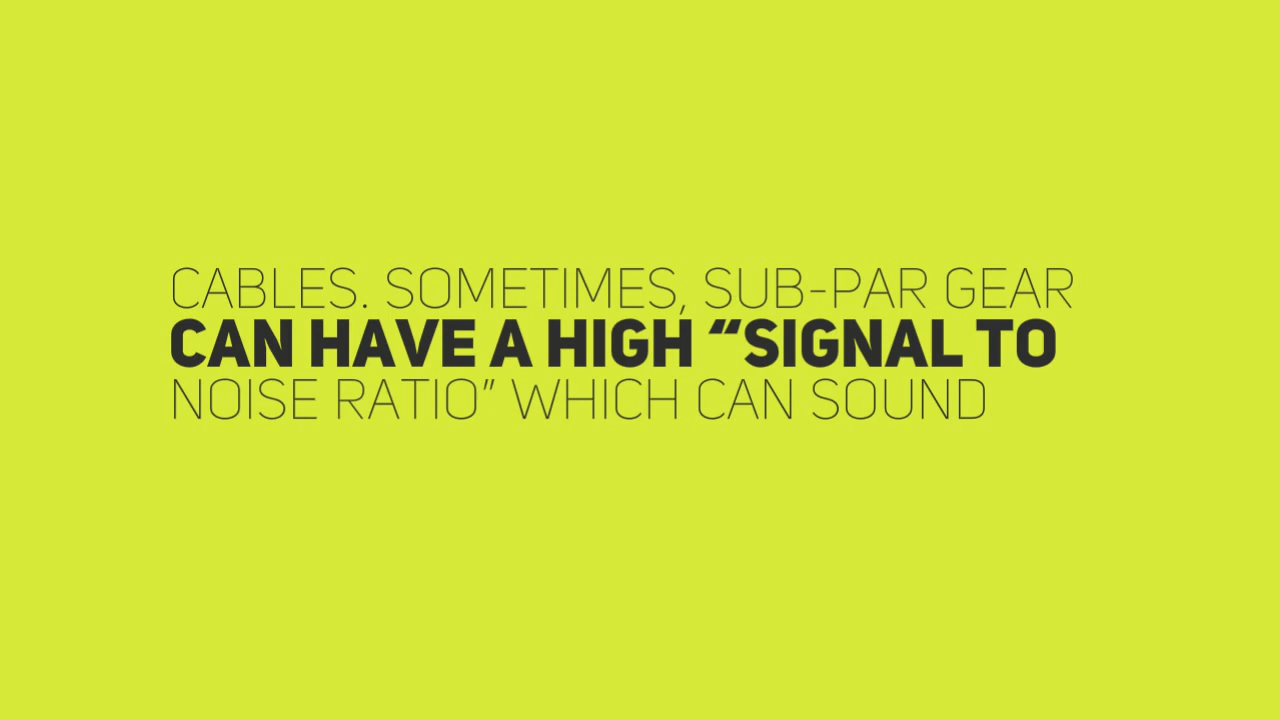 CABLES. SOMETIMES, SUB-PAR GEAR
CAN HAVE A HIGH “SIGNAL TO
NOISE RATIO” WHICH CAN SOUND